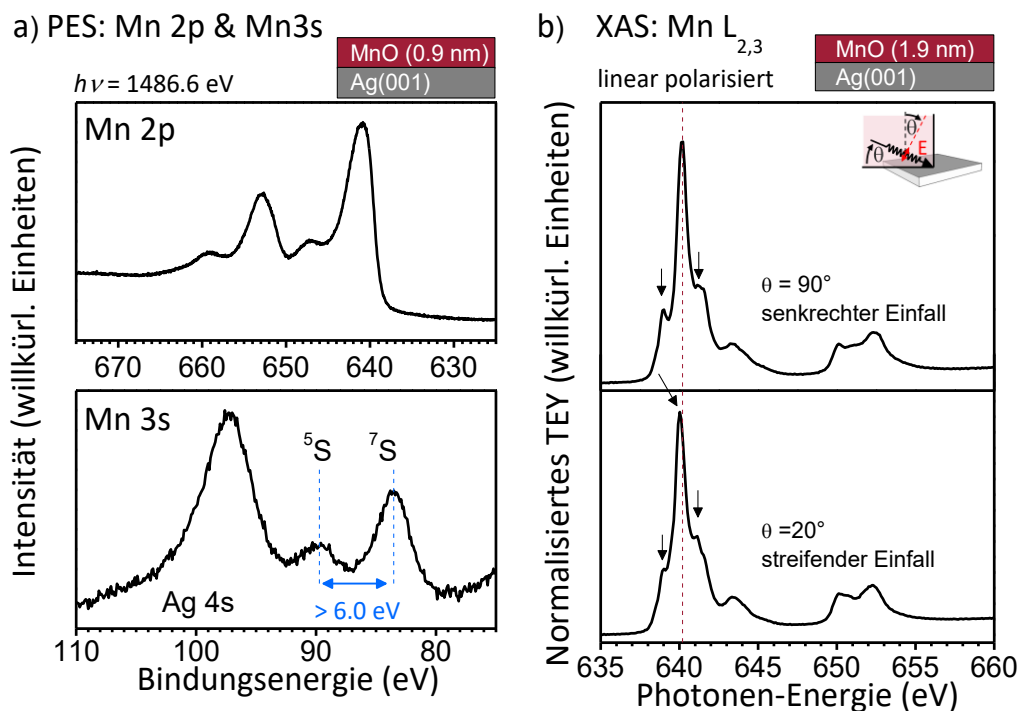 a) PES: Mn 2p & Mn3s
MnO (0.9 nm)
hν = 1486.6 eV
Ag(001)
Mn 2p
670
660
650
640
630
Mn 3s
⁵S
⁷S
Ag 4s
> 6.0 eV
110
100
90
80
Bindungsenergie (eV)
Intensität (willkürl. Einheiten)
b) XAS: Mn L2,3
MnO (1.9 nm)
linear polarisiert
Ag(001)
θ
E
θ
θ = 90°
senkrechter Einfall
θ =20°
streifender Einfall
635
640
645
650
655
660
Photonen-Energie (eV)
Normalisiertes TEY (willkürl. Einheiten)